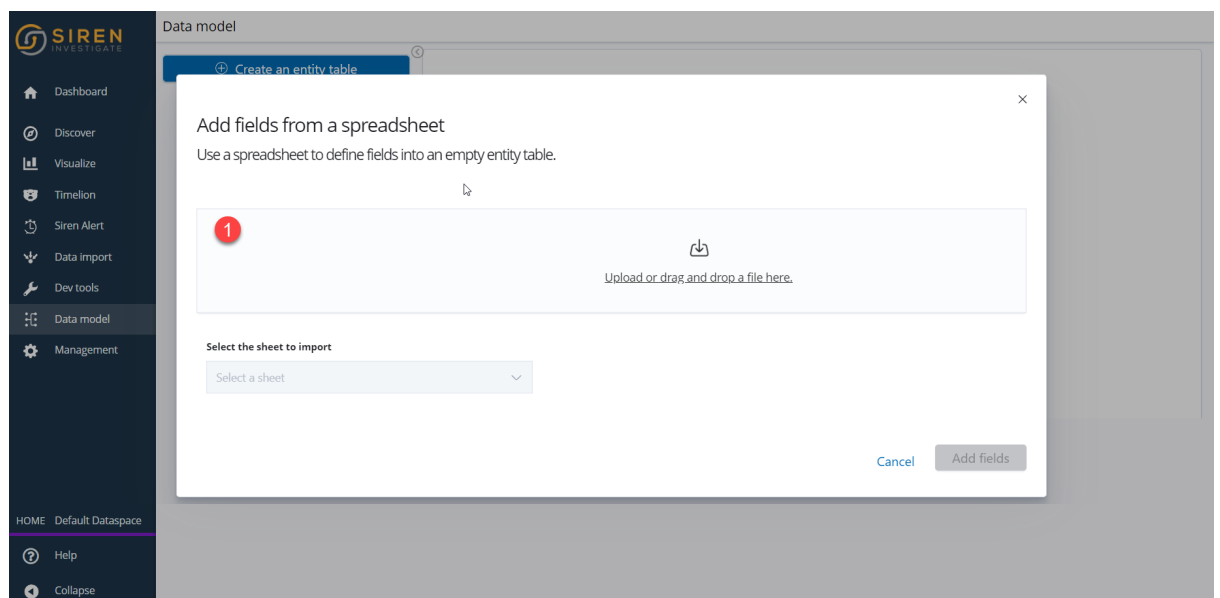 SIREN
INVESTIGATE
Dashboard
Discover
Visualize
Timelion
Siren Alert
Data import
Dev tools
Data model
Management
HOME Default Dataspace
Help
Collapse
Data model
Create an entity table
Add fields from a spreadsheet
Use a spreadsheet to define fields into an empty entity table.
1
Upload or drag and drop a file here.
Select the sheet to import
Select a sheet
Cancel
Add fields